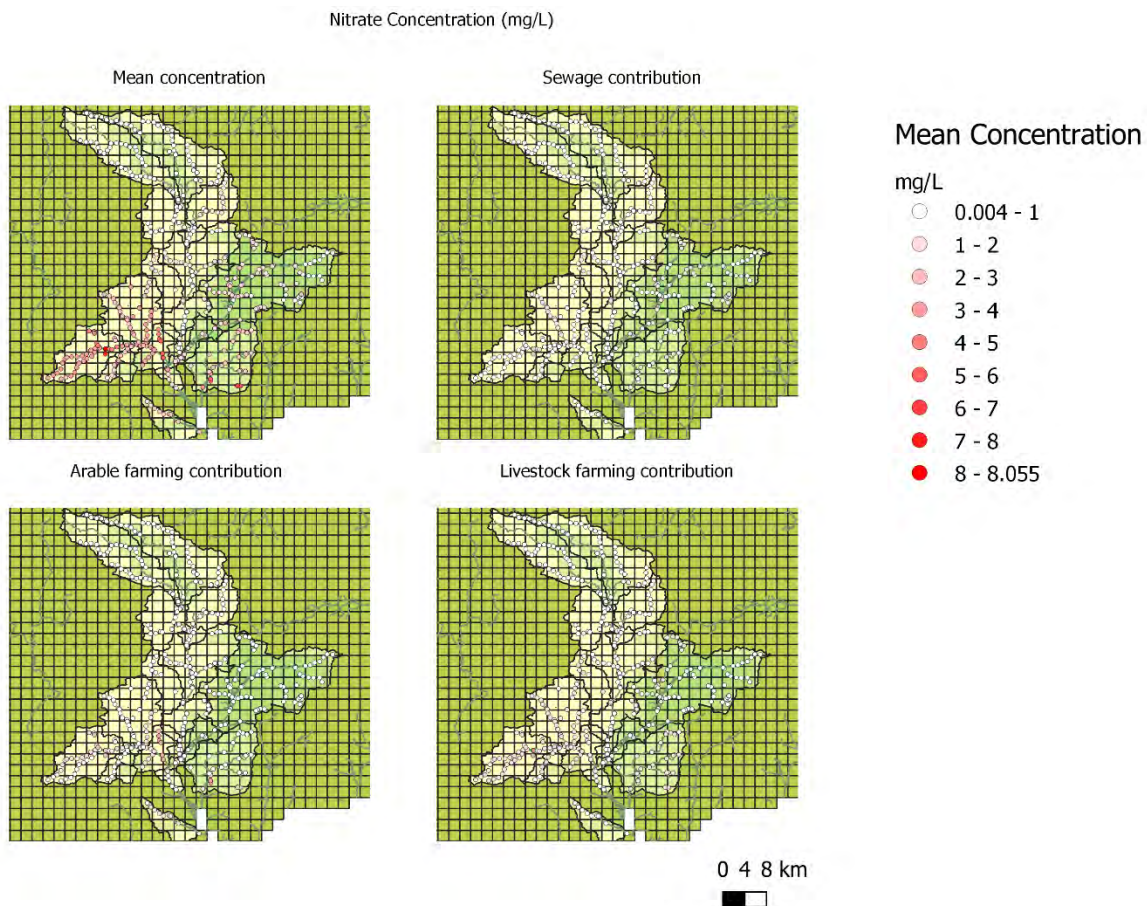 Nitrate Concentration (mg/L)
Mean concentration
Sewage contribution
Mean Concentration
mg/L
0.004 - 1
1 - 2
2 - 3
3 - 4
4 - 5
5 - 6
6 - 7
7 - 8
8 - 8.055
Arable farming contribution
Livestock farming contribution
0 4 8 km